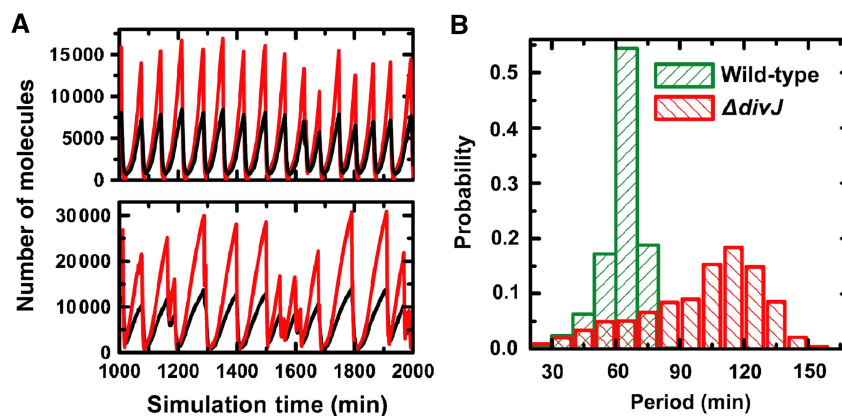 A
Number of molecules
15000
10000
5000
0
30000
20000
10000
0
1000 1200 1400 1600 1800 2000
Simulation time (min)
B
Probability
0.5
0.4
0.3
0.2
0.1
0.0
Wild-type
ΔdivJ
30 60 90 120 150
Period (min)